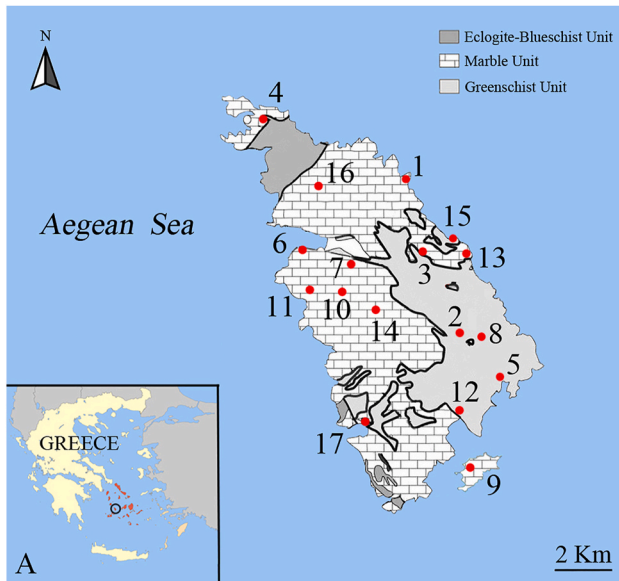 N
Eclogite-Blueschist Unit
Marble Unit
Greenschist Unit
4
1
16
Aegean Sea
15
6
3
13
7
11
10
14
2
8
5
12
GREECE
17
9
A
2 Km